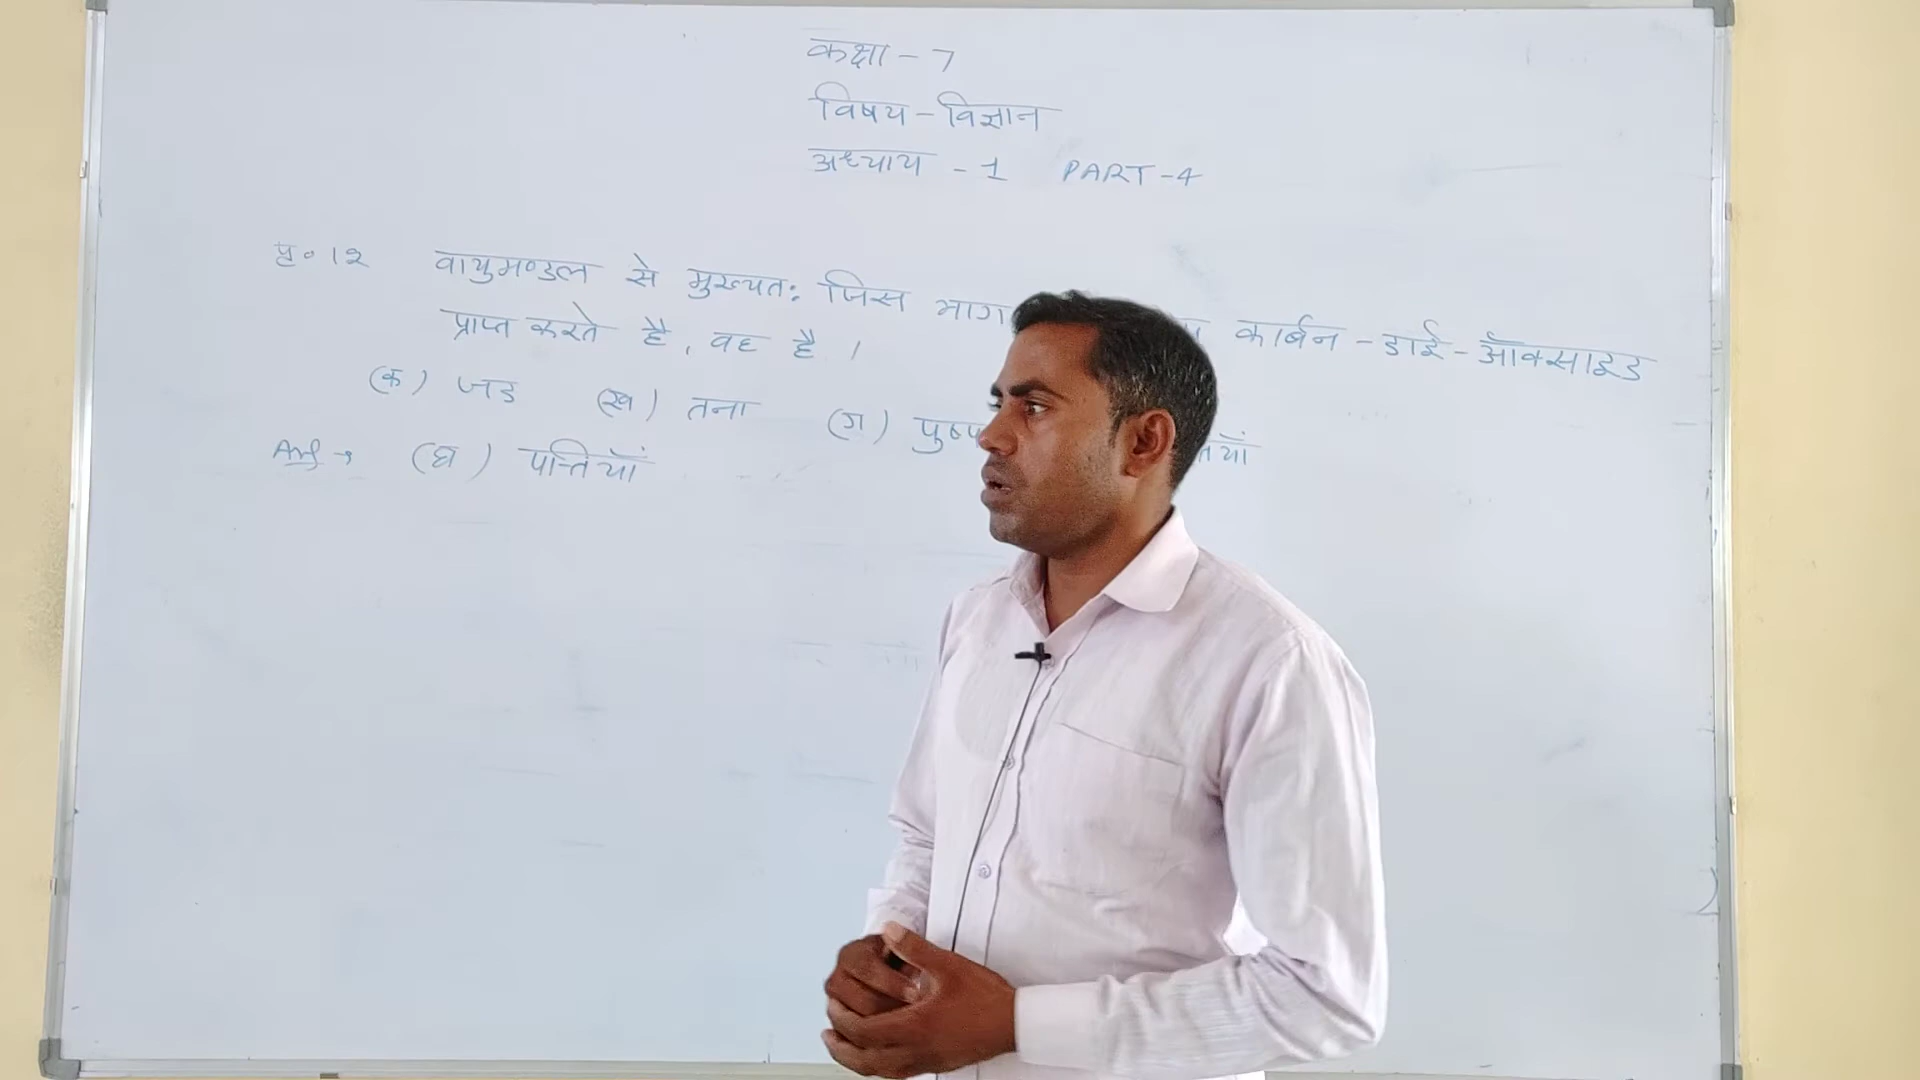 कक्षा - 7
विषय - विज्ञान
अध्याय - 1 PART - 4
प्र० 12 वायुमण्डल से मुख्यत: जिस भाग कार्बन - डाई - ऑक्साइड
प्राप्त करते है, वह है ।
(क) जड (ख) तना (ग) पुष्प
Ans → (घ) पत्तियाँ